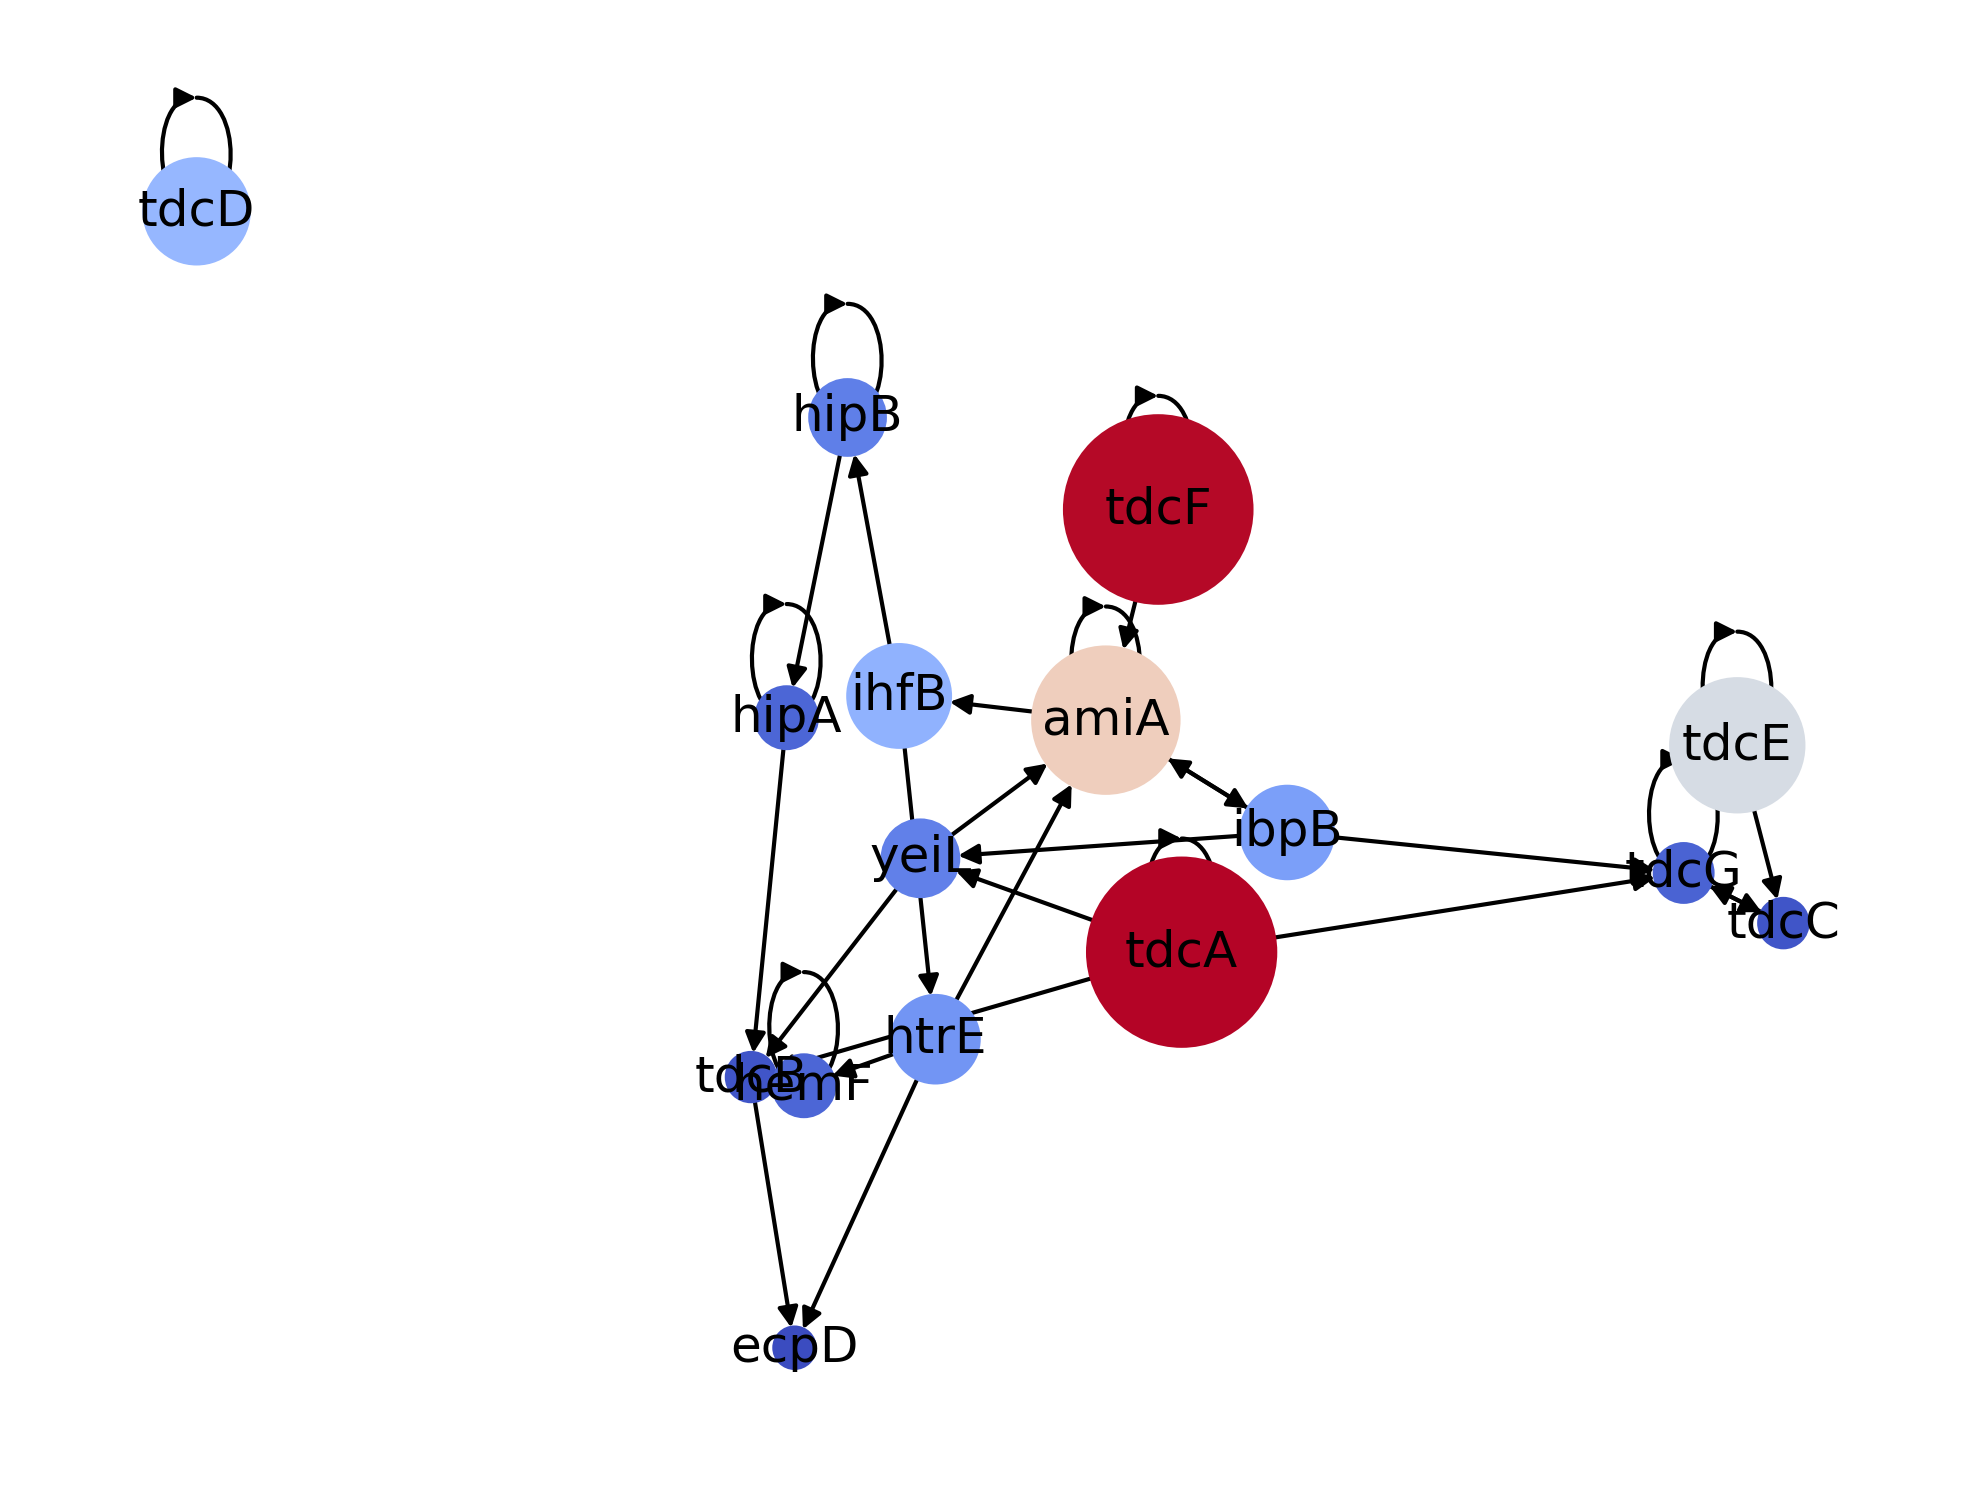 tdcD
hipB
tdcF
ihfB
hipA
amiA
tdcE
ibpB
yeiL
tdcG
tdcC
tdcA
htrE
tdcB
hemF
ecpD